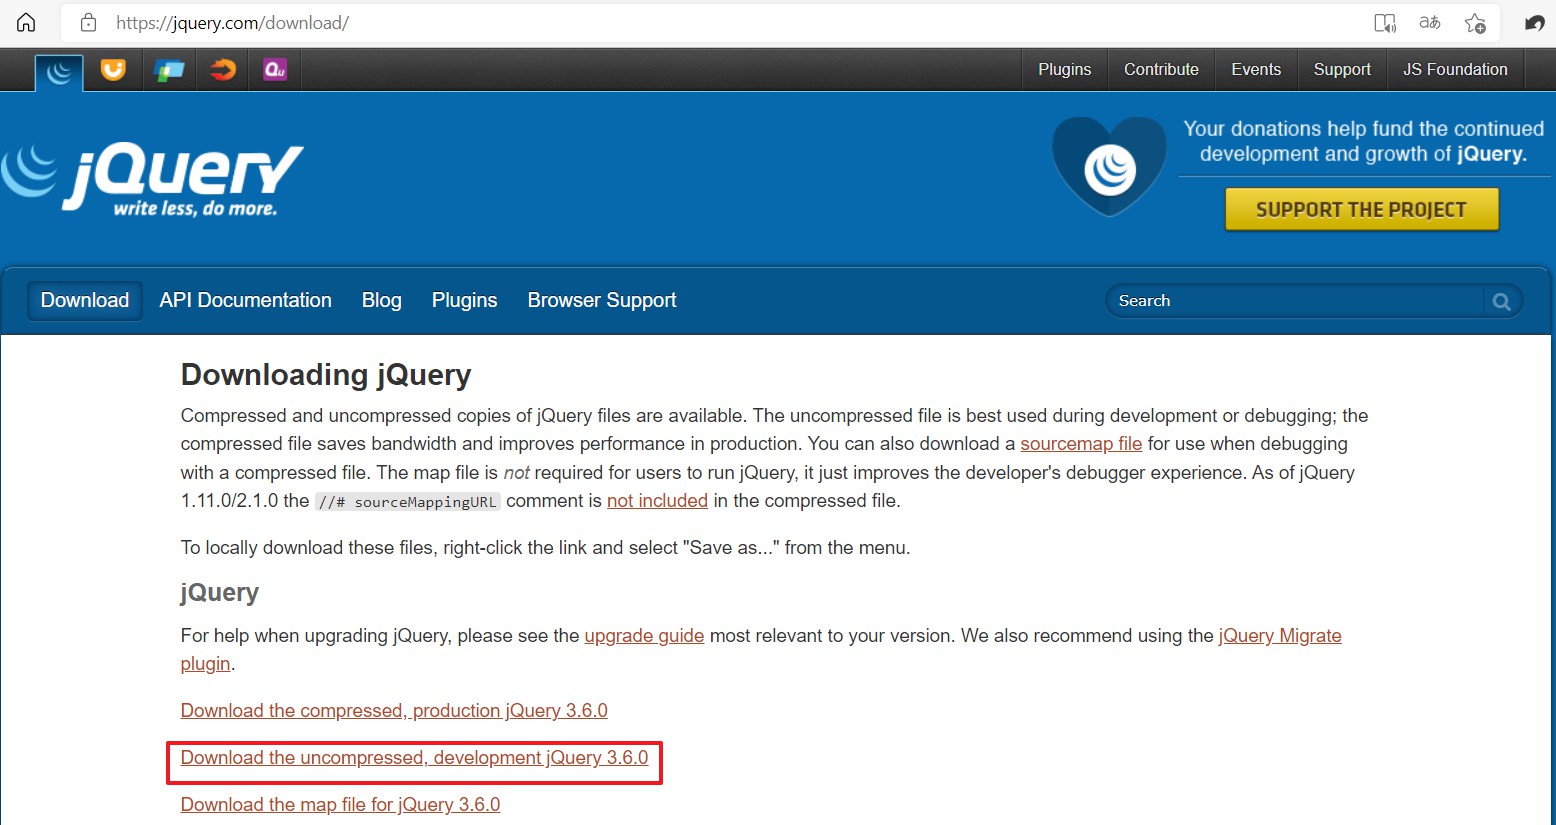 https://jquery.com/download/
aあ
Qu
Plugins Contribute Events Support JS Foundation
jQuery
write less, do more.
Your donations help fund the continued
development and growth of jQuery.
SUPPORT THE PROJECT
Download API Documentation Blog Plugins Browser Support Search
Downloading jQuery
Compressed and uncompressed copies of jQuery files are available. The uncompressed file is best used during development or debugging; the
compressed file saves bandwidth and improves performance in production. You can also download a sourcemap file for use when debugging
with a compressed file. The map file is not required for users to run jQuery, it just improves the developer's debugger experience. As of jQuery
1.11.0/2.1.0 the //# sourceMappingURL comment is not included in the compressed file.
To locally download these files, right-click the link and select "Save as..." from the menu.
jQuery
For help when upgrading jQuery, please see the upgrade guide most relevant to your version. We also recommend using the jQuery Migrate
plugin.
Download the compressed, production jQuery 3.6.0
Download the uncompressed, development jQuery 3.6.0
Download the map file for jQuery 3.6.0